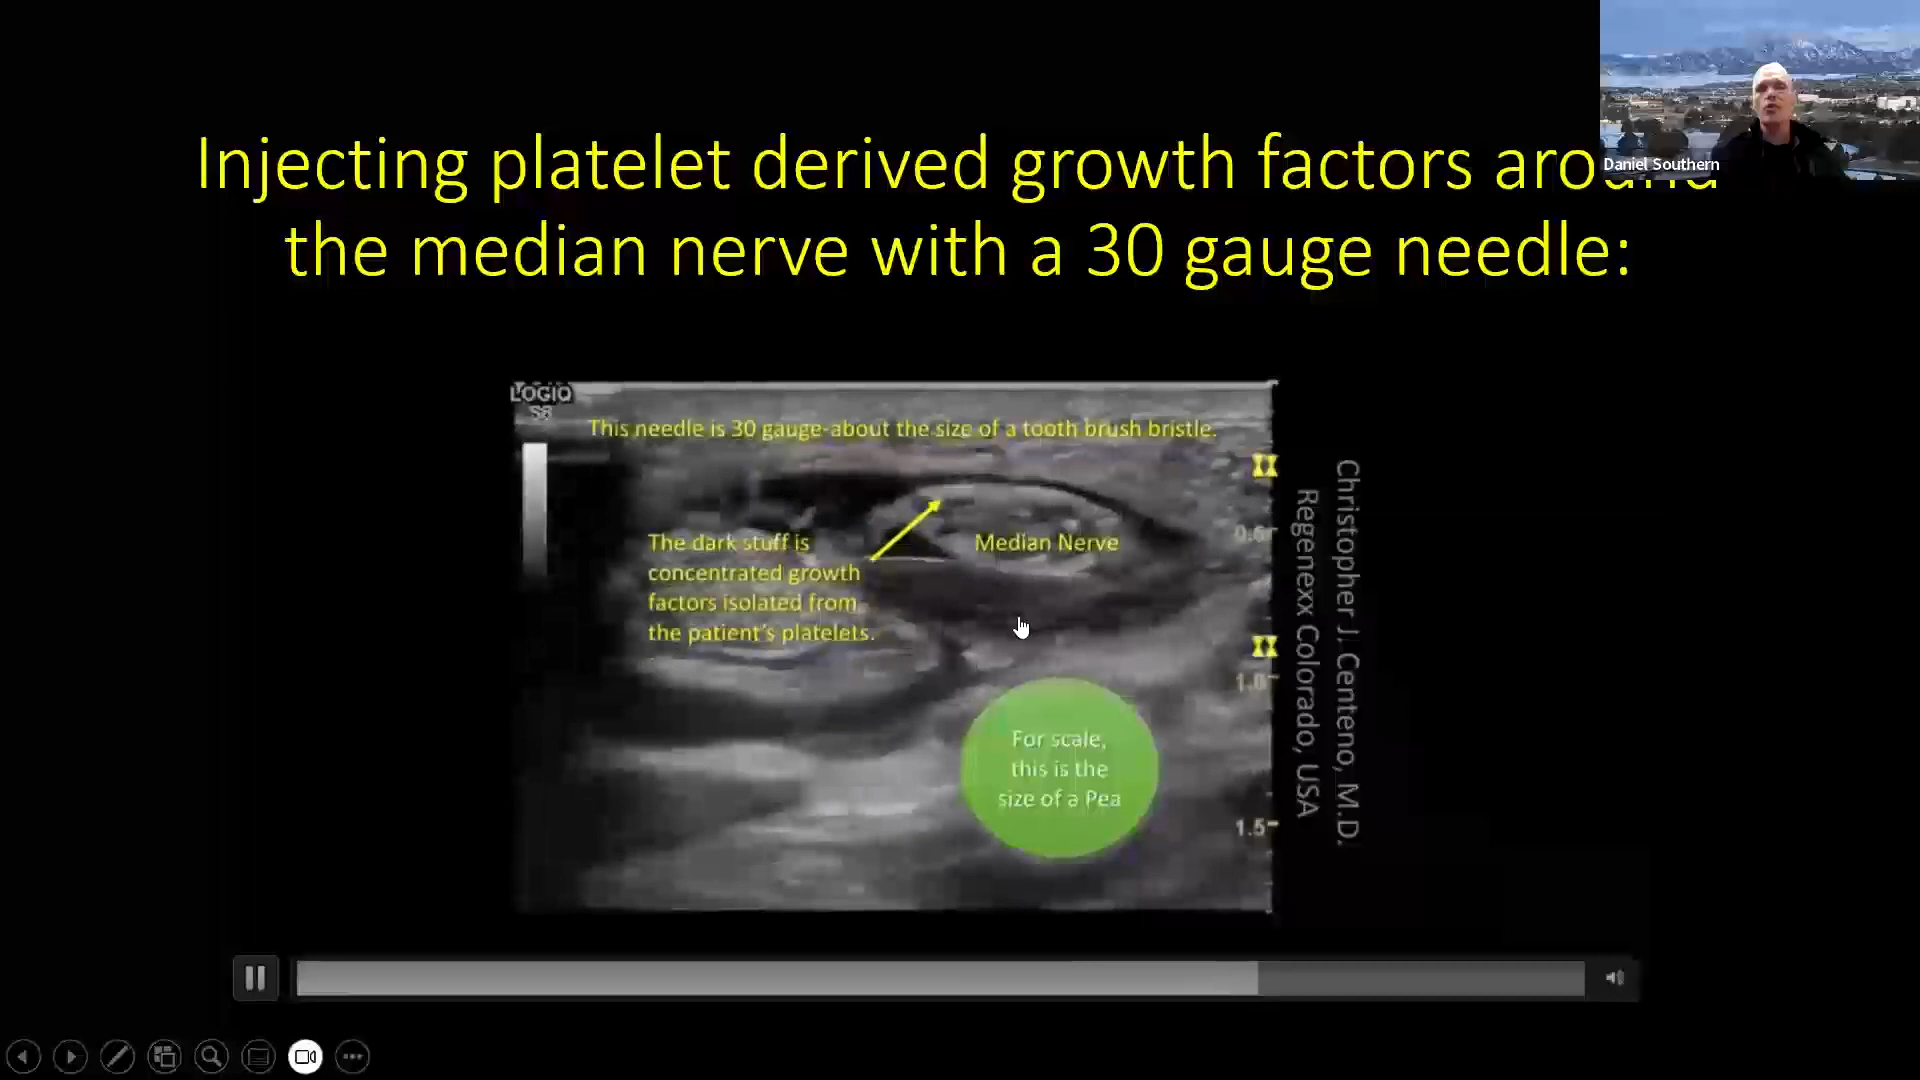 Injecting platelet derived growth factors around
the median nerve with a 30 gauge needle:
Daniel Southern
LOGIQ
S8
This needle is 30 gauge-about the size of a tooth brush bristle.
The dark stuff is
concentrated growth
factors isolated from
the patient's platelets.
Median Nerve
0.6
1.0
1.5
For scale,
this is the
size of a Pea
Christopher J. Centeno, M.D.
Regenexx Colorado, USA